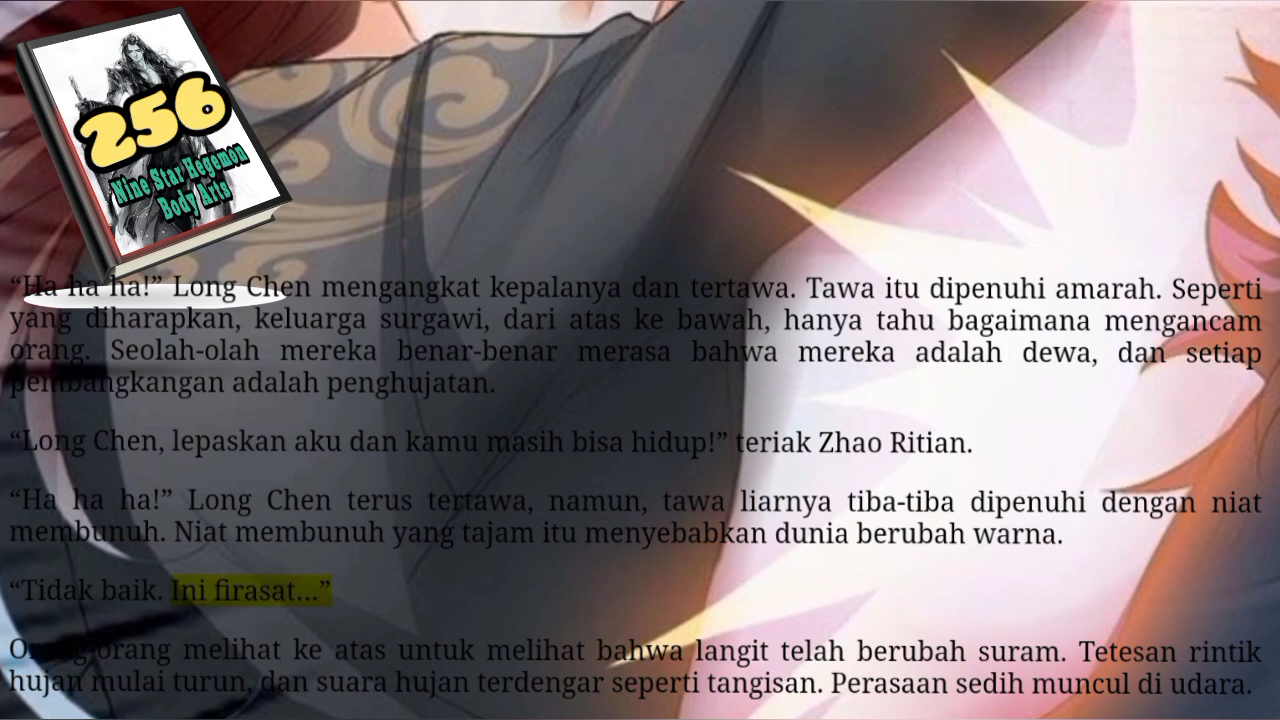 256
Nine Star Hegemon
Body Arts
“Ha ha ha!” Long Chen mengangkat kepalanya dan tertawa. Tawa itu dipenuhi amarah. Seperti
yang diharapkan, keluarga surgawi, dari atas ke bawah, hanya tahu bagaimana mengancam
orang. Seolah-olah mereka benar-benar merasa bahwa mereka adalah dewa, dan setiap
pembangkangan adalah penghujatan.
“Long Chen, lepaskan aku dan kamu masih bisa hidup!” teriak Zhao Ritian.
“Ha ha ha!” Long Chen terus tertawa, namun, tawa liarnya tiba-tiba dipenuhi dengan niat
membunuh. Niat membunuh yang tajam itu menyebabkan dunia berubah warna.
“Tidak baik. Ini firasat...”
Orang-orang melihat ke atas untuk melihat bahwa langit telah berubah suram. Tetesan rintik
hujan mulai turun, dan suara hujan terdengar seperti tangisan. Perasaan sedih muncul di udara.